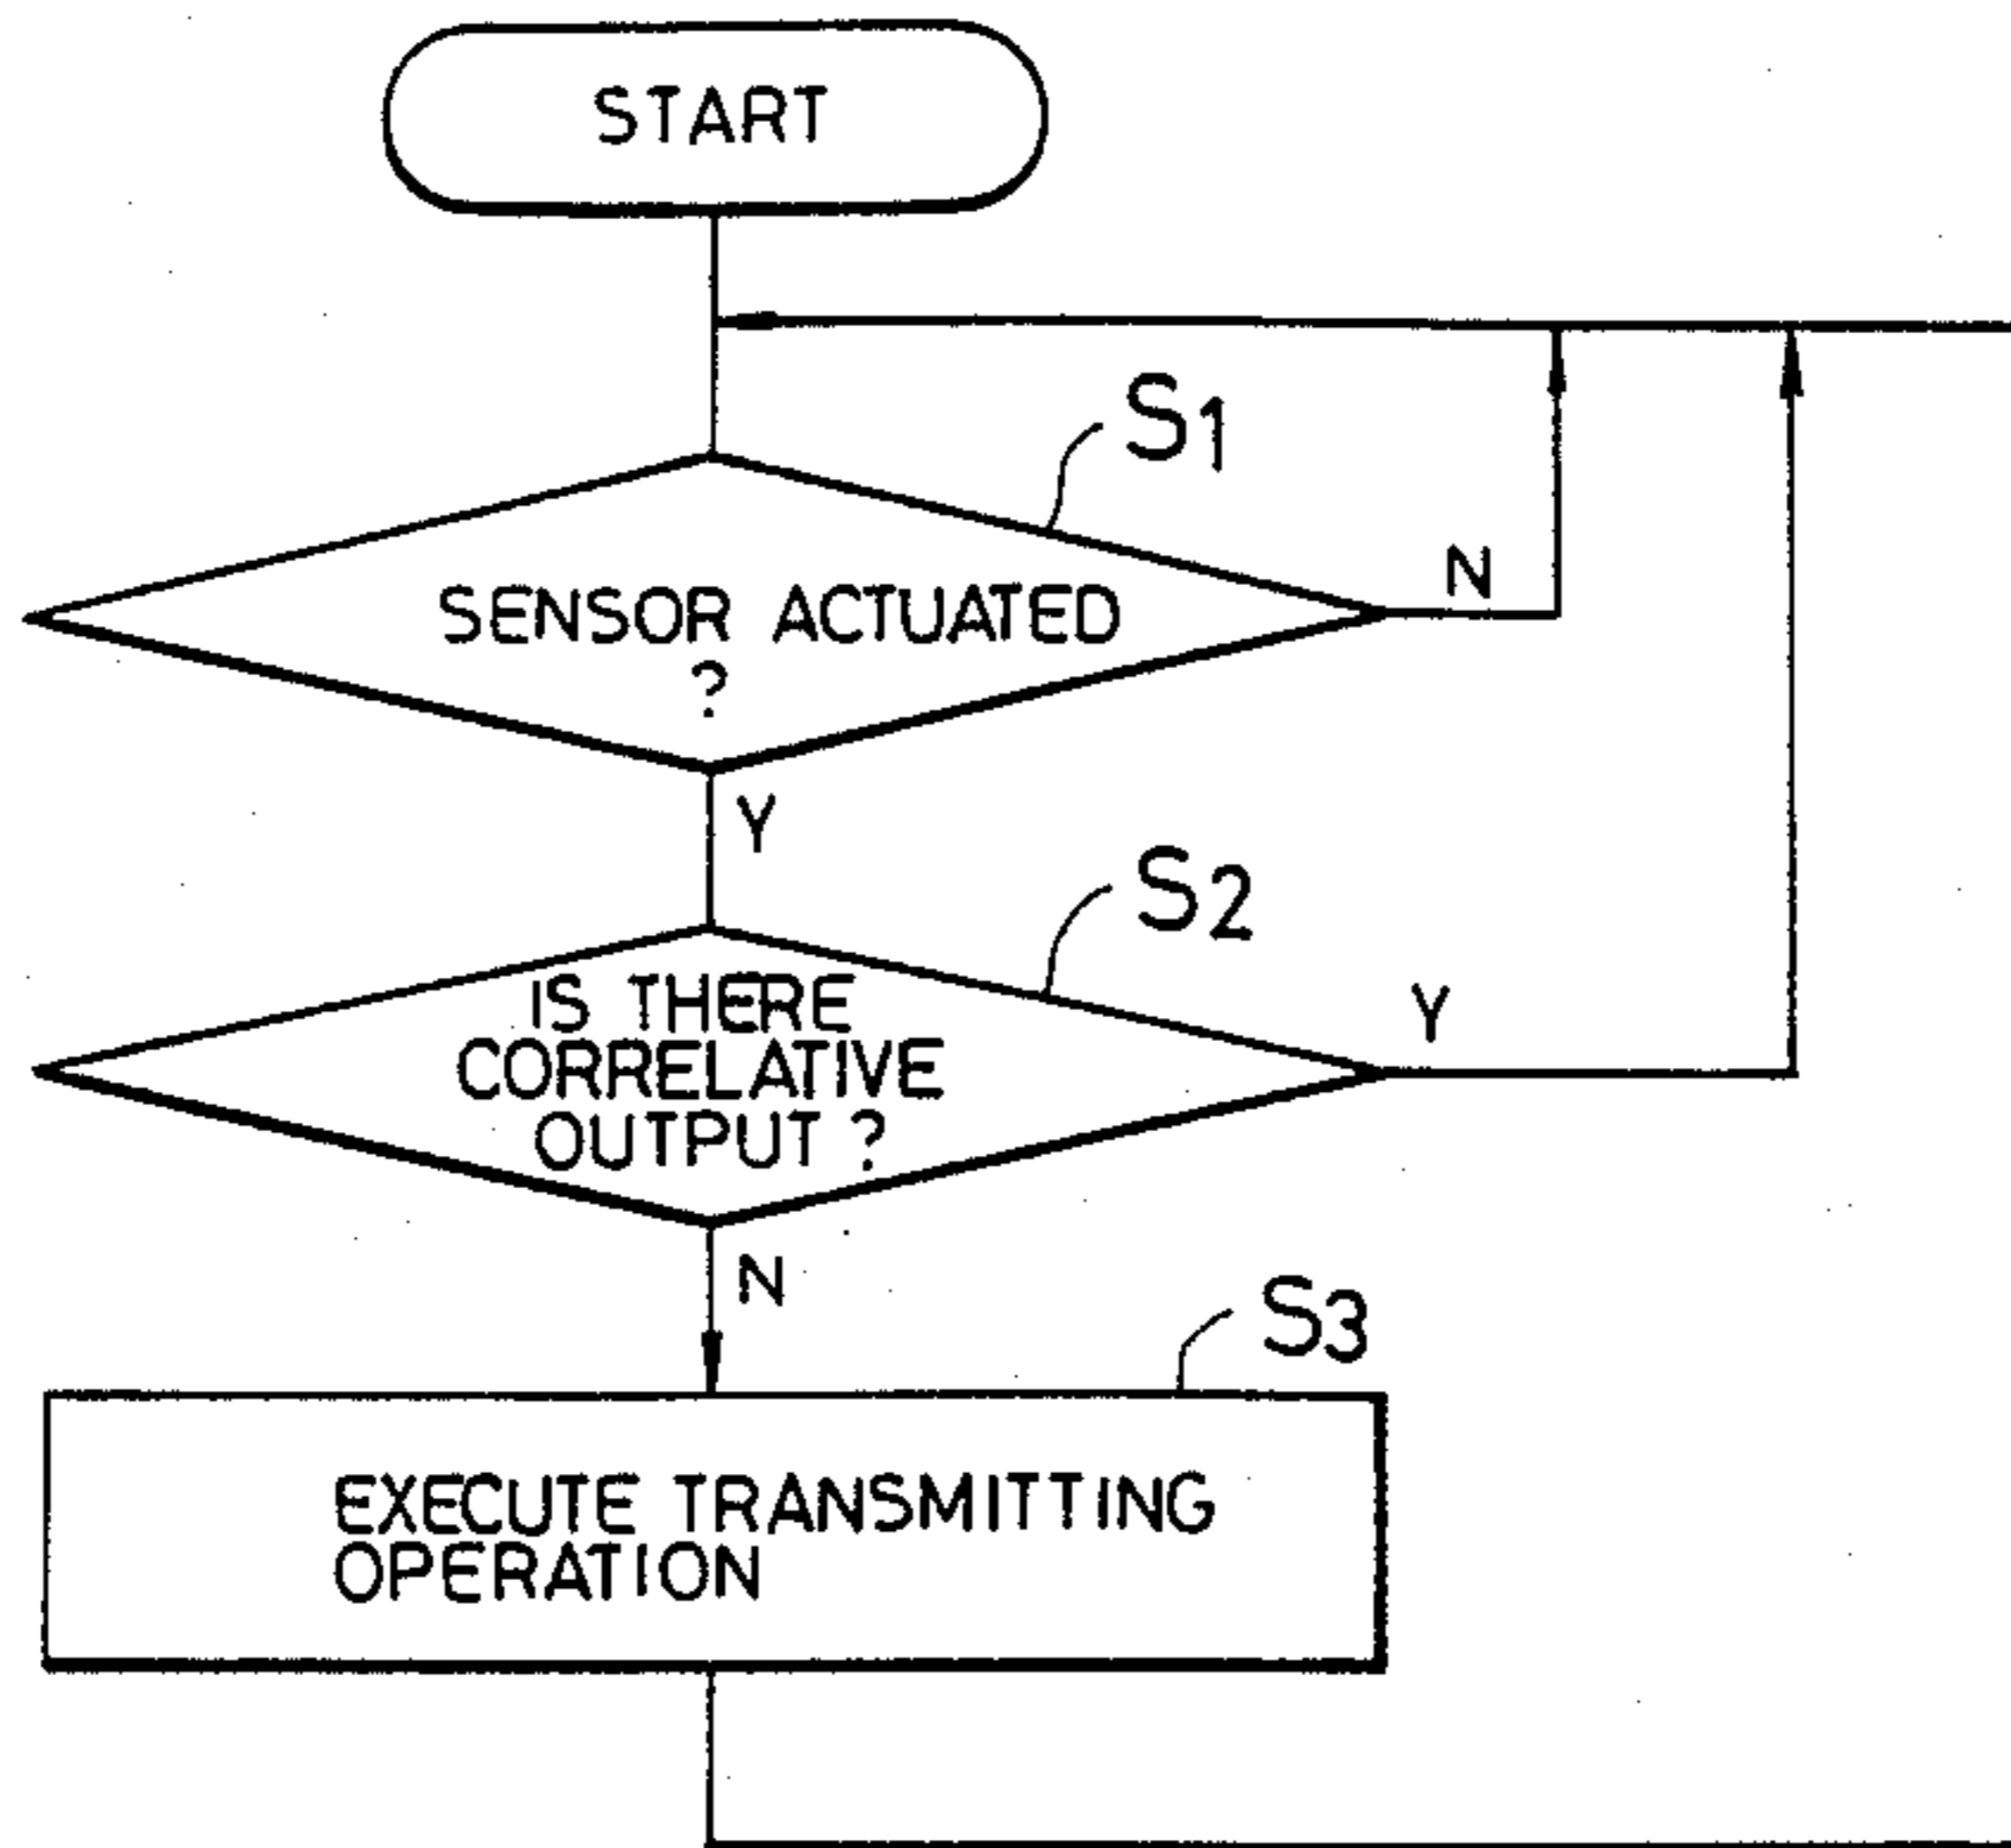 START
S1
N
SENSOR ACTUATED
?
Y
S2
IS THERE
CORRELATIVE
OUTPUT ?
Y
N
S3
EXECUTE TRANSMITTING
OPERATION